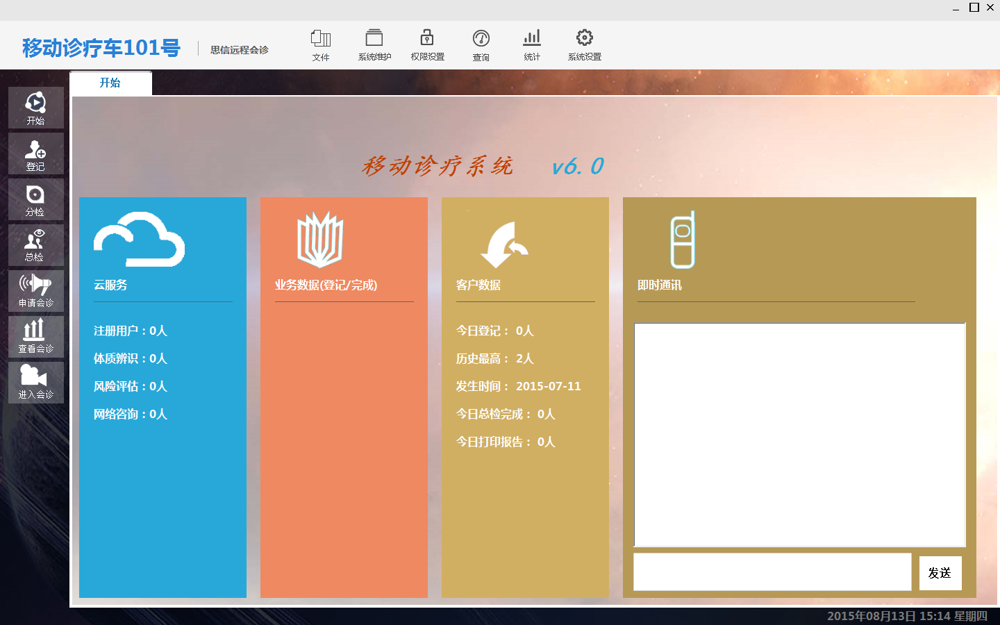 移动诊疗车101号
思信远程会诊
文件
系统维护
权限设置
查询
统计
系统设置
开始
开始
登记
分检
总检
申请会诊
查看会诊
进入会诊
移动诊疗系统 v6.0
云服务
注册用户：0人
体质辨识：0人
风险评估：0人
网络咨询：0人
业务数据(登记/完成)
客户数据
今日登记： 0人
历史最高： 2人
发生时间： 2015-07-11
今日总检完成： 0人
今日打印报告： 0人
即时通讯
发送
2015年08月13日 15:14 星期四